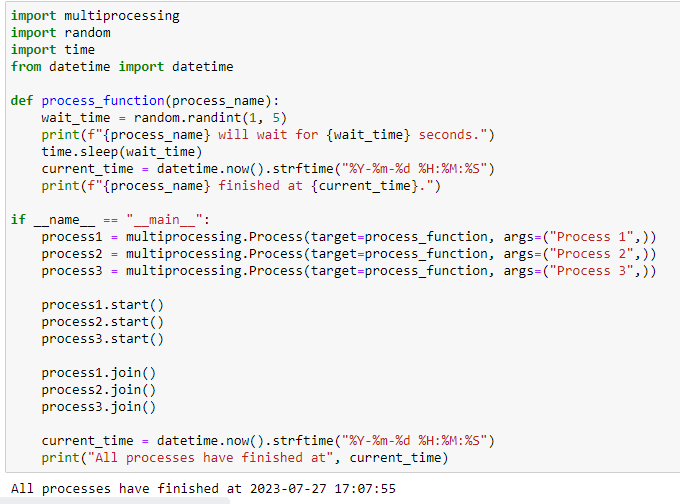 import multiprocessing
import random
import time
from datetime import datetime

def process_function(process_name):
    wait_time = random.randint(1, 5)
    print(f"{process_name} will wait for {wait_time} seconds.")
    time.sleep(wait_time)
    current_time = datetime.now().strftime("%Y-%m-%d %H:%M:%S")
    print(f"{process_name} finished at {current_time}.")

if __name__ == "__main__":
    process1 = multiprocessing.Process(target=process_function, args=("Process 1",))
    process2 = multiprocessing.Process(target=process_function, args=("Process 2",))
    process3 = multiprocessing.Process(target=process_function, args=("Process 3",))

    process1.start()
    process2.start()
    process3.start()

    process1.join()
    process2.join()
    process3.join()

    current_time = datetime.now().strftime("%Y-%m-%d %H:%M:%S")
    print("All processes have finished at", current_time)

All processes have finished at 2023-07-27 17:07:55